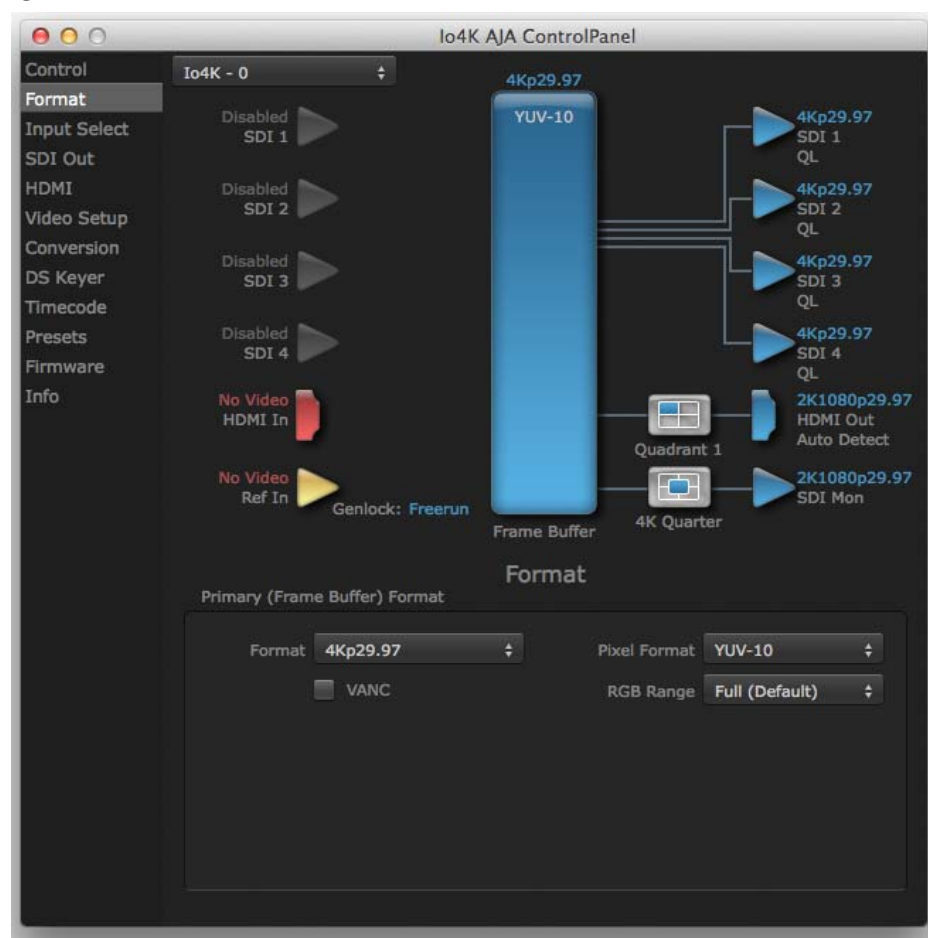 Io4K AJA ControlPanel
Control
Format
Input Select
SDI Out
HDMI
Video Setup
Conversion
DS Keyer
Timecode
Presets
Firmware
Info
Io4K - 0
4Kp29.97
YUV-10
Disabled
SDI 1
Disabled
SDI 2
Disabled
SDI 3
Disabled
SDI 4
No Video
HDMI In
No Video
Ref In
Genlock: Freerun
Frame Buffer
4Kp29.97
SDI 1
QL
4Kp29.97
SDI 2
QL
4Kp29.97
SDI 3
QL
4Kp29.97
SDI 4
QL
Quadrant 1
2K1080p29.97
HDMI Out
Auto Detect
4K Quarter
2K1080p29.97
SDI Mon
Format
Primary (Frame Buffer) Format
Format 4Kp29.97
VANC
Pixel Format YUV-10
RGB Range Full (Default)